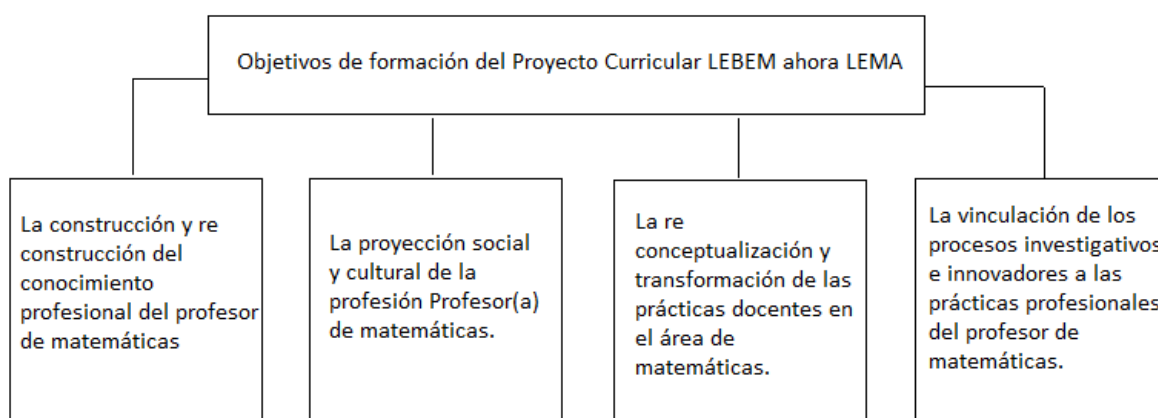 Objetivos de formación del Proyecto Curricular LEBEM ahora LEMA
La construcción y re
construcción del
conocimiento
profesional del profesor
de matemáticas
La proyección social
y cultural de la
profesión Profesor(a)
de matemáticas.
La re
conceptualización y
transformación de las
prácticas docentes en
el área de
matemáticas.
La vinculación de los
procesos investigativos
e innovadores a las
prácticas profesionales
del profesor de
matemáticas.